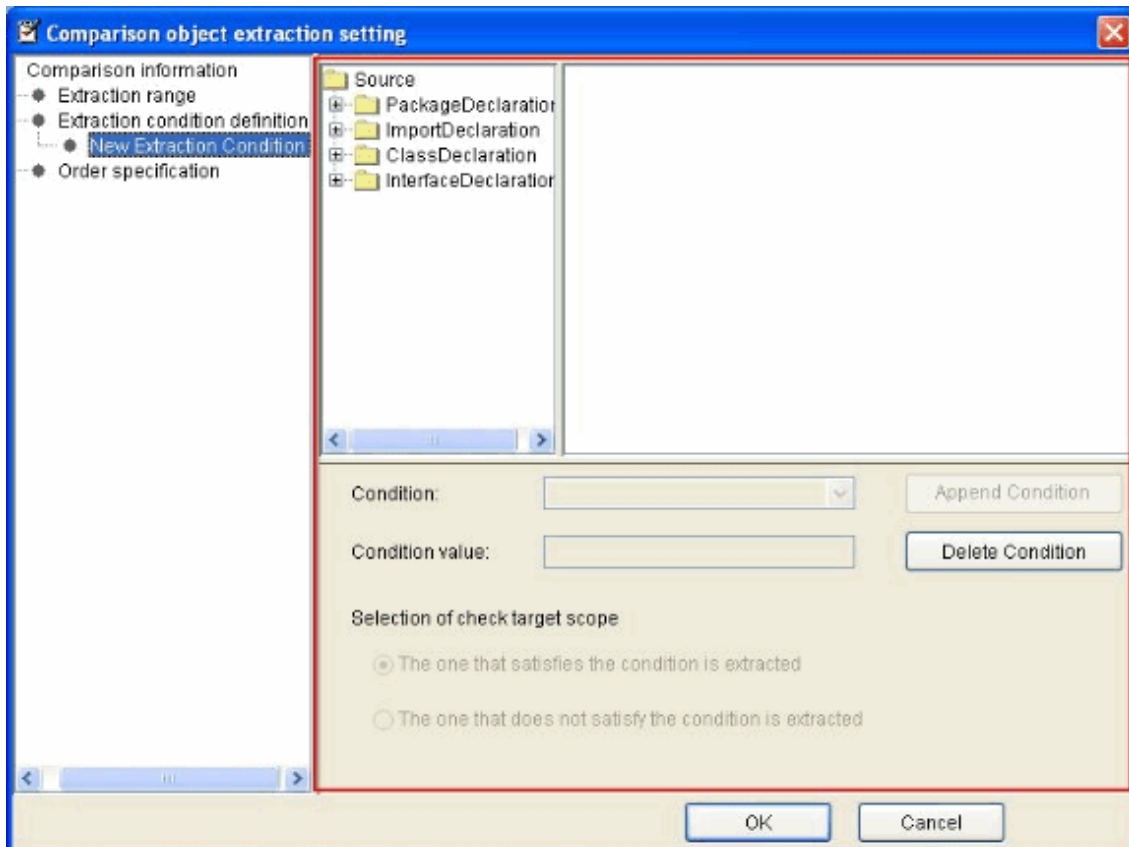 Comparison object extraction setting
Comparison information
Extraction range
Extraction condition definition
New Extraction Condition
Order specification
Source
PackageDeclaration
ImportDeclaration
ClassDeclaration
InterfaceDeclaration
Condition:
Append Condition
Condition value:
Delete Condition
Selection of check target scope
The one that satisfies the condition is extracted
The one that does not satisfy the condition is extracted
OK
Cancel